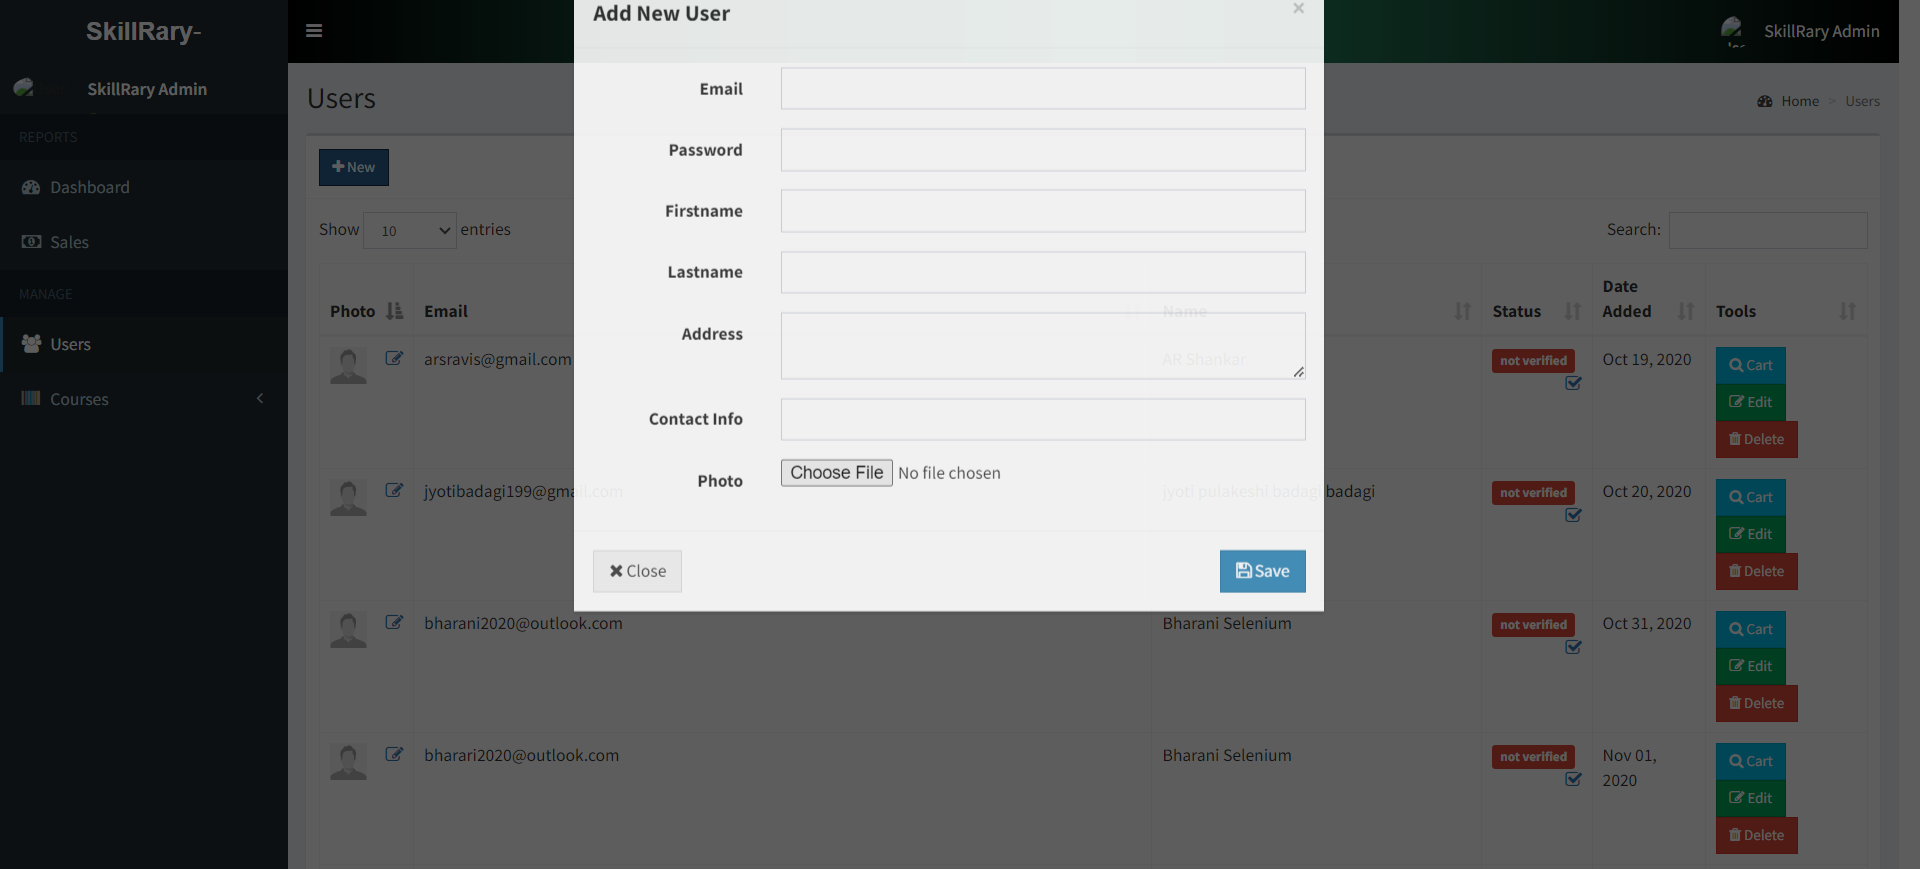 SkillRary-
SkillRary Admin
SkillRary Admin
REPORTS
Dashboard
Sales
MANAGE
Users
Courses
Users
Home > Users
New
Show 10 entries
Search:
Photo Email Name Status Date Added Tools
arsravis@gmail.com AR Shankar not verified Oct 19, 2020
Cart
Edit
Delete
jyotibadagi199@gmail.com jyoti pulakeshi badagi badagi not verified Oct 20, 2020
Cart
Edit
Delete
bharani2020@outlook.com Bharani Selenium not verified Oct 31, 2020
Cart
Edit
Delete
bharari2020@outlook.com Bharani Selenium not verified Nov 01, 2020
Cart
Edit
Delete
Add New User ×
Email
Password
Firstname
Lastname
Address
Contact Info
Photo Choose File No file chosen
Close Save